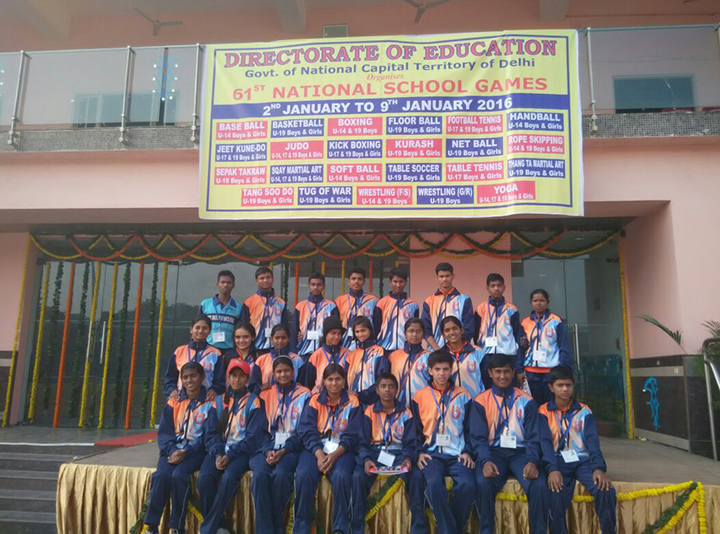 DIRECTORATE OF EDUCATION
Govt. of National Capital Territory of Delhi
Organises
61ST NATIONAL SCHOOL GAMES
2ND JANUARY TO 9TH JANUARY 2016
BASE BALL U-14 Boys & Girls
BASKETBALL U-19 Boys & Girls
BOXING U-14 & 19 Boys
FLOOR BALL U-19 Boys & Girls
FOOTBALL TENNIS U-17 & 19 Boys & Girls
HANDBALL U-14 Boys & Girls
JEET KUNE-DO U-17 & 19 Boys & Girls
JUDO U-14, 17 & 19 Boys & Girls
KICK BOXING U-14 Boys & Girls
KURASH U-14 & 19 Boys & Girls
NET BALL U-19 Boys & Girls
ROPE SKIPPING U-14 & 19 Boys & Girls
SEPAK TAKRAW U-19 Boys & Girls
SQAY MARTIAL ART U-14, 17 & 19 Boys & Girls
SOFT BALL U-14 Boys & Girls
TABLE SOCCER U-19 Boys & Girls
TABLE TENNIS U-17 Boys & Girls
THANG TA MARTIAL ART U-19 Boys & Girls
TANG SOO DO U-19 Boys & Girls
TUG OF WAR U-19 Boys & Girls
WRESTLING (F/S) U-14 & 19 Boys
WRESTLING (G/R) U-19 Boys
YOGA U-14, 17 & 19 Boys & Girls